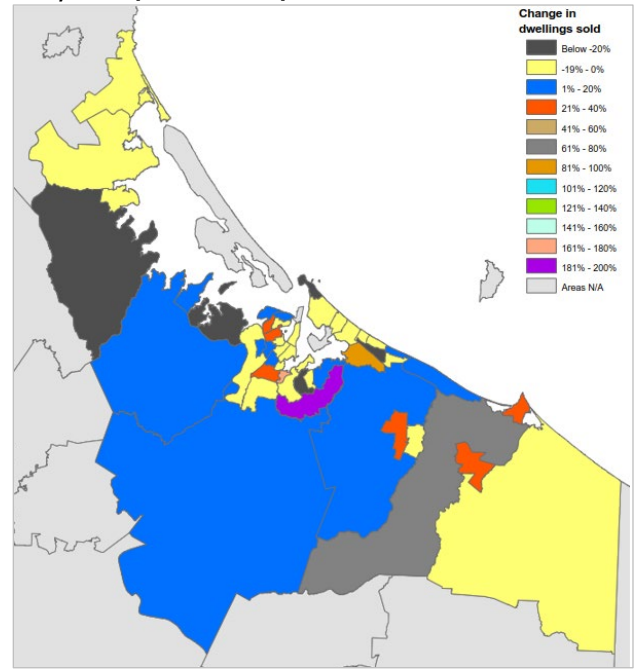 Change in
dwellings sold
Below -20%
-19% - 0%
1% - 20%
21% - 40%
41% - 60%
61% - 80%
81% - 100%
101% - 120%
121% - 140%
141% - 160%
161% - 180%
181% - 200%
Areas N/A